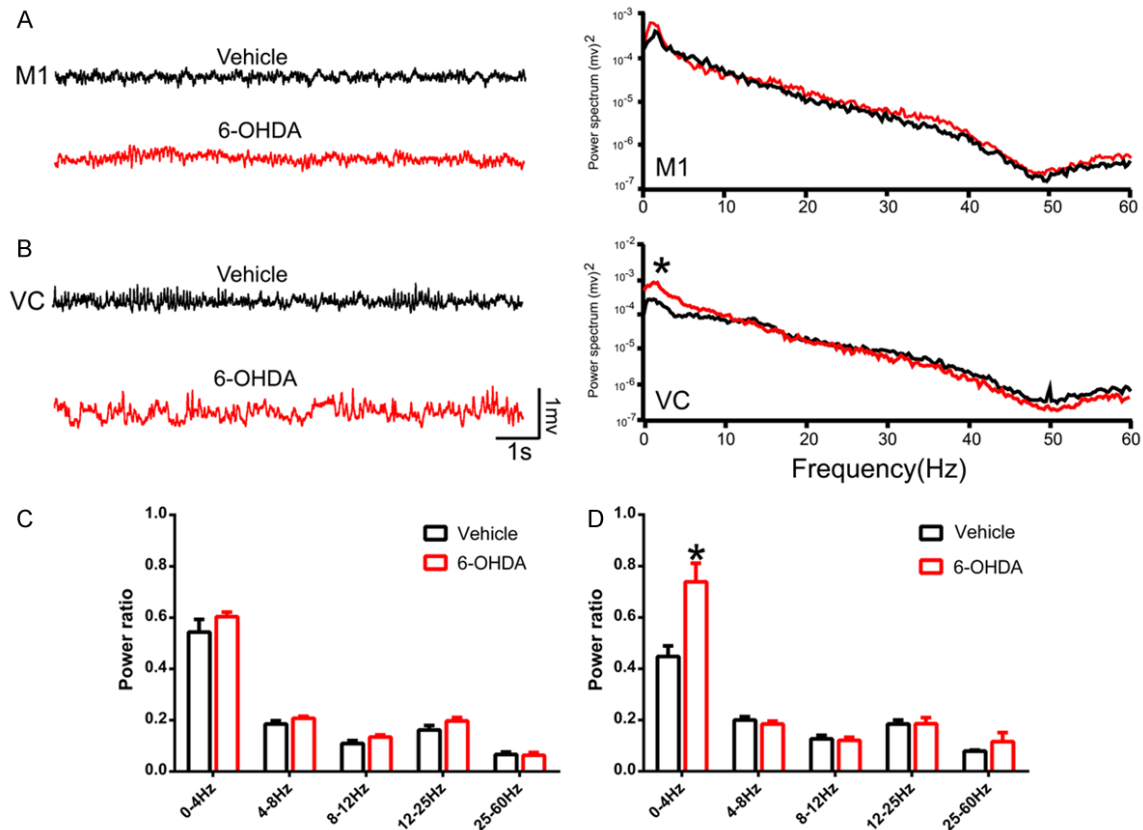 A
M1
Vehicle
6-OHDA
Power spectrum (mv)2
10-3
10-4
10-5
10-6
10-7
M1
0 10 20 30 40 50 60
B
VC
Vehicle
6-OHDA
1mv
1s
Power spectrum (mv)2
10-2
10-3
10-4
10-5
10-6
10-7
*
VC
0 10 20 30 40 50 60
Frequency(Hz)
C
Power ratio
1.0
0.8
0.6
0.4
0.2
0.0
Vehicle
6-OHDA
0-4Hz
4-8Hz
8-12Hz
12-25Hz
25-60Hz
D
Power ratio
1.0
0.8
0.6
0.4
0.2
0.0
*
Vehicle
6-OHDA
0-4Hz
4-8Hz
8-12Hz
12-25Hz
25-60Hz